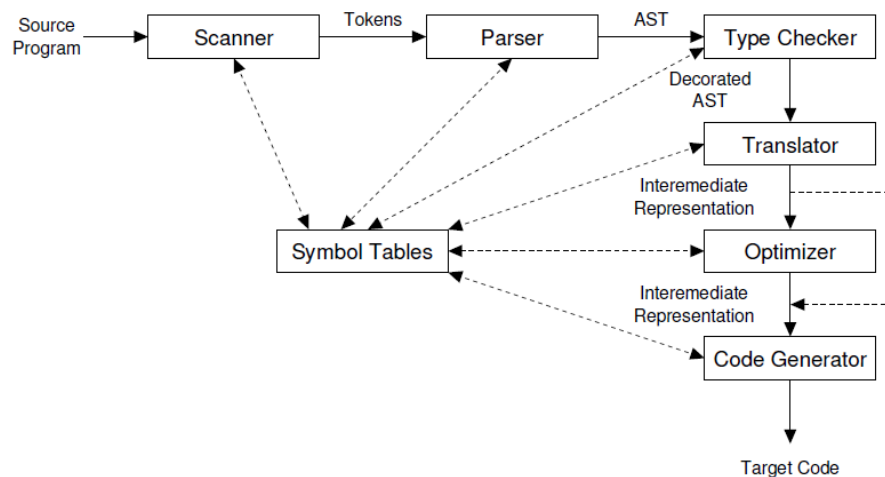 Source
Program
Scanner
Tokens
Parser
AST
Type Checker
Decorated
AST
Translator
Interemediate
Representation
Symbol Tables
Optimizer
Interemediate
Representation
Code Generator
Target Code